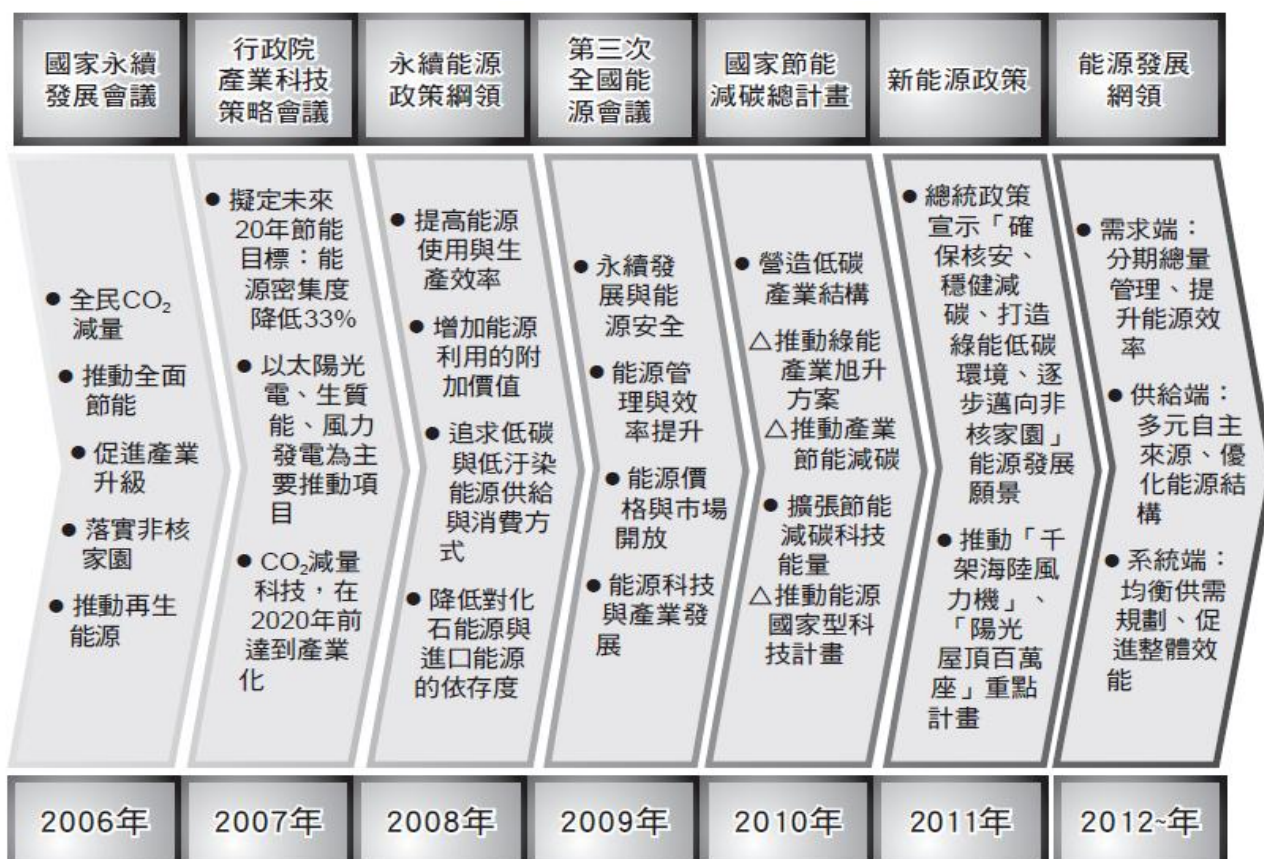 國家永續
發展會議
行政院
產業科技
策略會議
永續能源
政策綱領
第三次
全國能
源會議
國家節能
減碳總計畫
新能源政策
能源發展
網領
● 全民CO₂
減量
● 推動全面
節能
● 促進產業
升級
● 落實非核
家園
● 推動再生
能源
● 擬定未來
20年節能
目標：能
源密集度
降低33%
● 以太陽光
電、生質
能、風力
發電為主
要推動項
目
● CO₂減量
科技，在
2020年前
達到產業
化
● 提高能源
使用與生
產效率
● 增加能源
利用的附
加價值
● 追求低碳
與低汙染
能源供給
與消費方
式
● 降低對化
石能源與
進口能源
的依存度
● 永續發
展與能
源安全
● 能源管
理與效
率提升
● 能源價
格與市場
開放
● 能源科技
與產業發
展
● 營造低碳
產業結構
△推動綠能
產業旭升
方案
△推動產業
節能減碳
● 擴張節能
減碳科技
能量
△推動能源
國家型科
技計畫
● 總統政策
宣示「確
保核安、
穩健減
碳、打造
綠能低碳
環境、逐
步邁向非
核家園」
能源發展
願景
● 推動「千
架海陸風
力機」、
「陽光
屋頂百萬
座」重點
計畫
● 需求端：
分期總量
管理、提
升能源效
率
● 供給端：
多元自主
來源、優
化能源結
構
● 系統端：
均衡供需
規劃、促
進整體效
能
2006年
2007年
2008年
2009年
2010年
2011年
2012~年